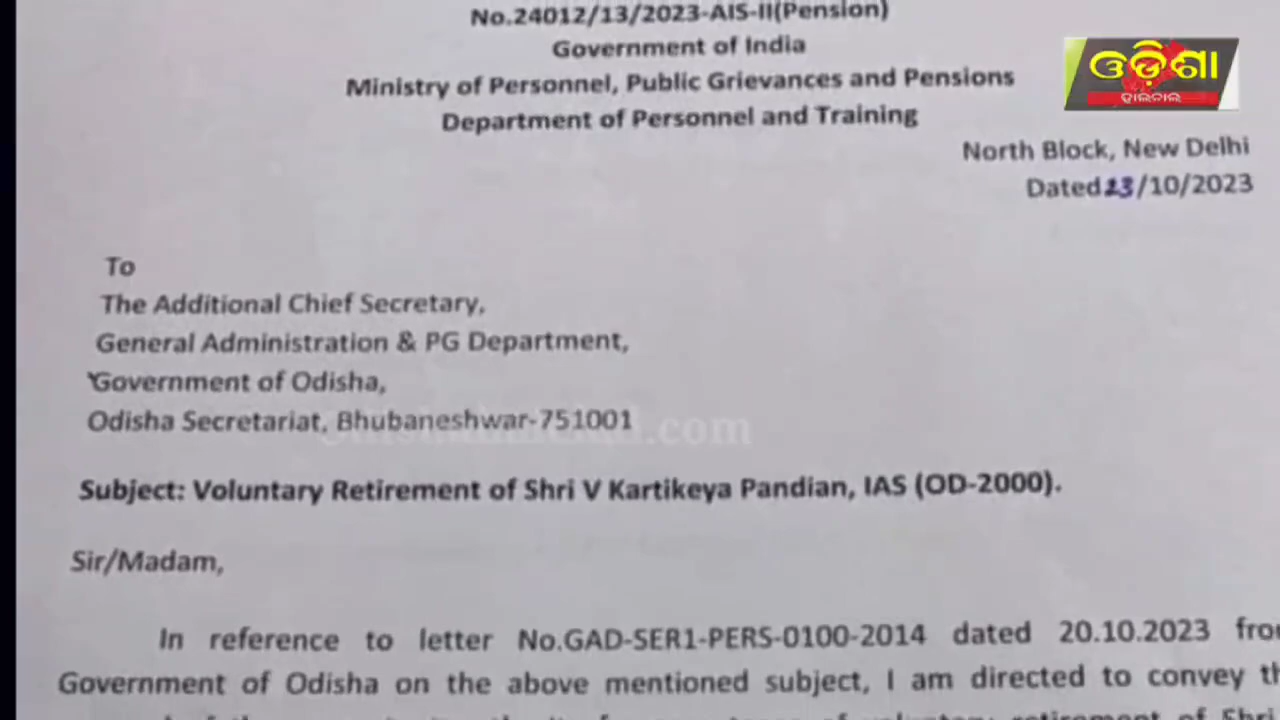 No.24012/13/2023-AIS-II(Pension)
Government of India
Ministry of Personnel, Public Grievances and Pensions
Department of Personnel and Training
ଓଡ଼ିଶା
North Block, New Delhi
Dated 23/10/2023
To
The Additional Chief Secretary,
General Administration & PG Department,
Government of Odisha,
Odisha Secretariat, Bhubaneshwar-751001
.com
Subject: Voluntary Retirement of Shri V Kartikeya Pandian, IAS (OD-2000).
Sir/Madam,
In reference to letter No.GAD-SER1-PERS-0100-2014 dated 20.10.2023
Government of Odisha on the above mentioned subject, I am directed to convey